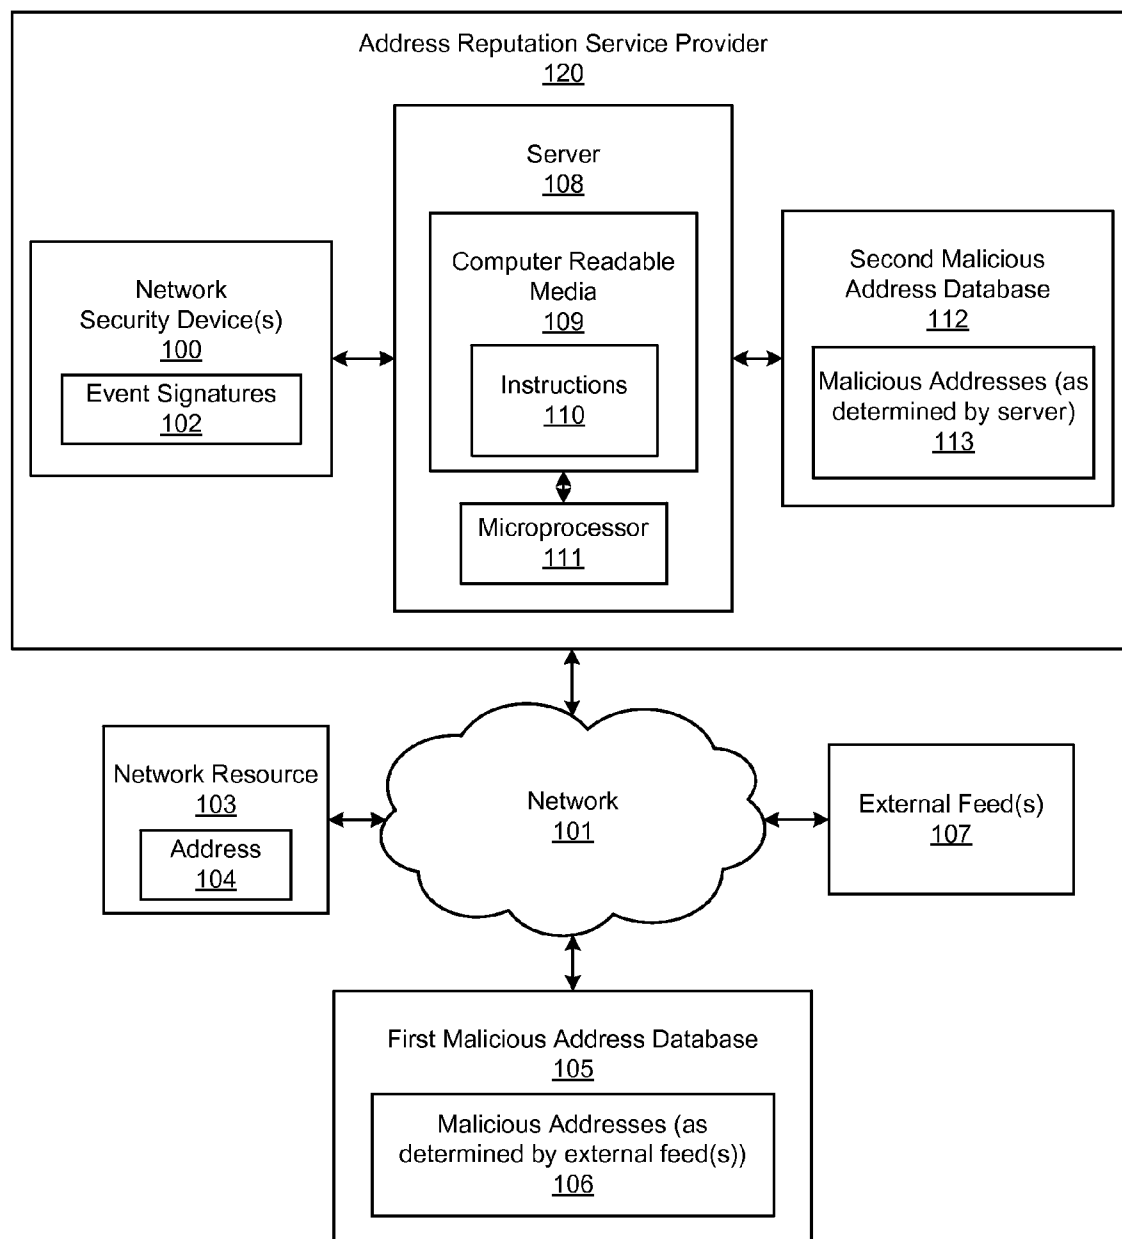 Address Reputation Service Provider
120
Server
108
Computer Readable
Media
109
Instructions
110
Microprocessor
111
Network
Security Device(s)
100
Event Signatures
102
Second Malicious
Address Database
112
Malicious Addresses (as
determined by server)
113
Network Resource
103
Address
104
Network
101
External Feed(s)
107
First Malicious Address Database
105
Malicious Addresses (as
determined by external feed(s))
106